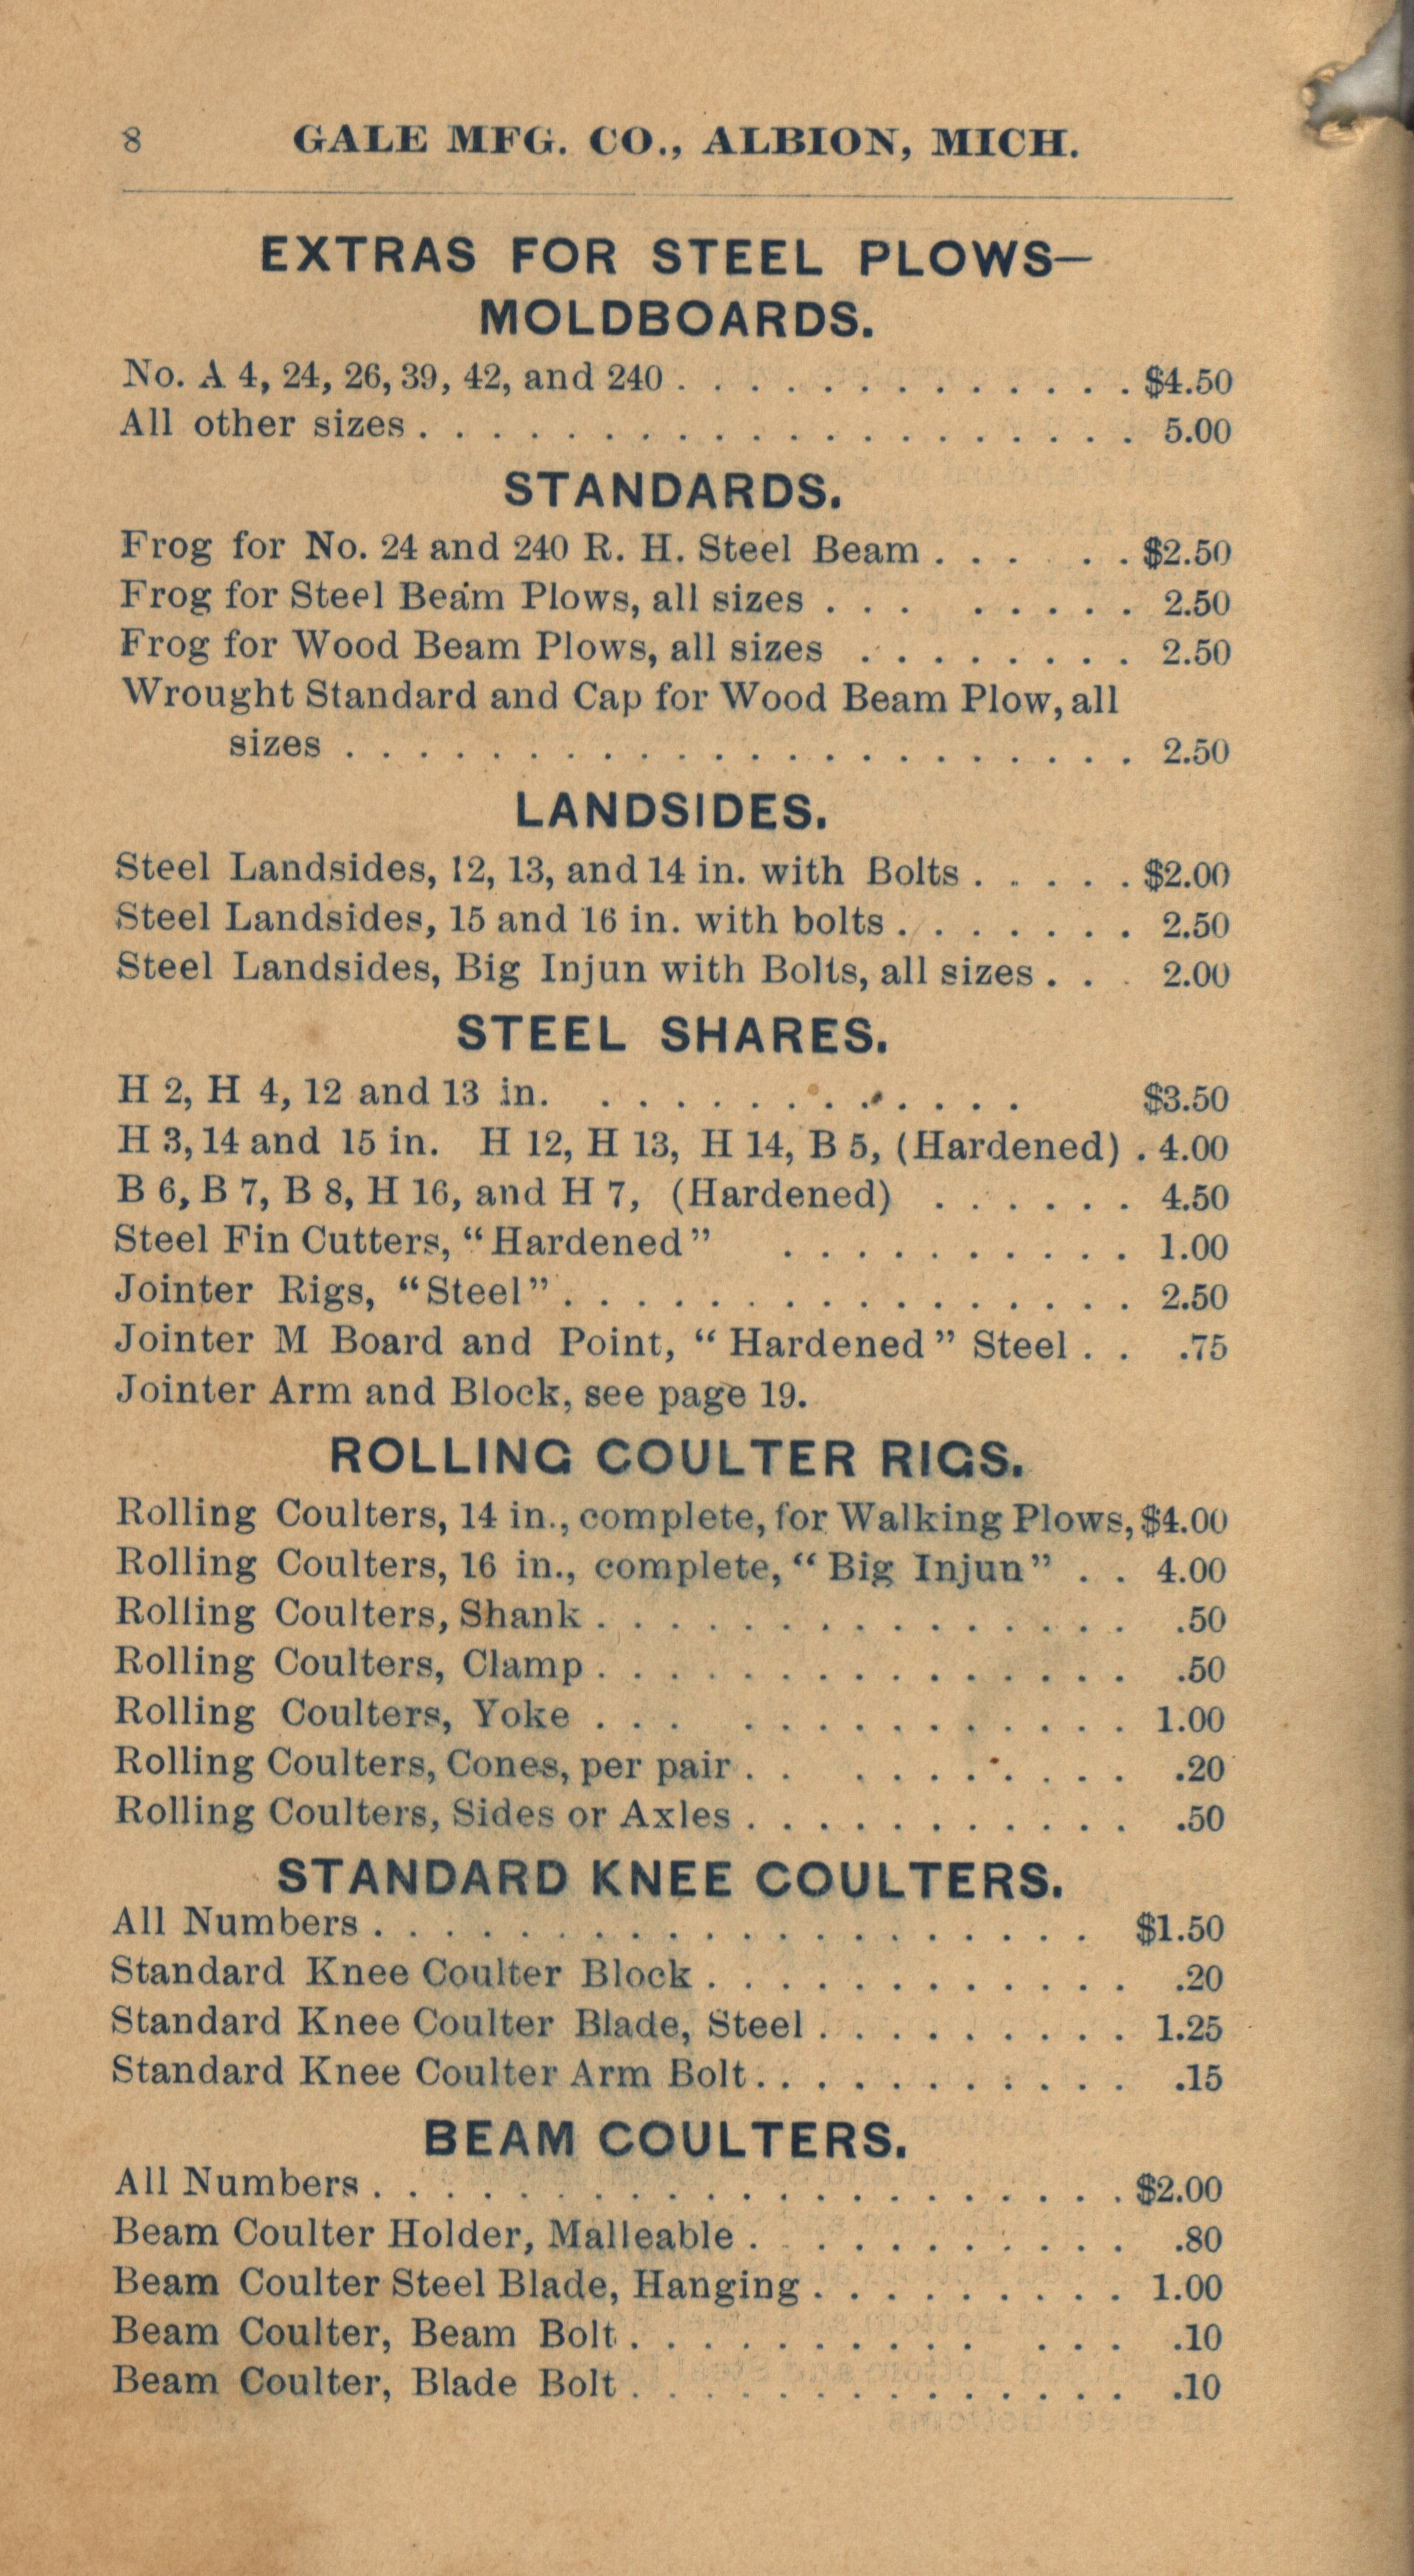 8 GALE MFG. CO., ALBION, MICH.
EXTRAS FOR STEEL PLOWS—
MOLDBOARDS.
No. A 4, 24, 26, 39, 42, and 240 . . . . . . . . . . . . . $4.50
All other sizes . . . . . . . . . . . . . . . . . . . . 5.00
STANDARDS.
Frog for No. 24 and 240 R. H. Steel Beam . . . . . $2.50
Frog for Steel Beam Plows, all sizes . . . . . . . . 2.50
Frog for Wood Beam Plows, all sizes . . . . . . . . 2.50
Wrought Standard and Cap for Wood Beam Plow, all
sizes . . . . . . . . . . . . . . . . . . . . . . 2.50
LANDSIDES.
Steel Landsides, 12, 13, and 14 in. with Bolts . . . . . $2.00
Steel Landsides, 15 and 16 in. with bolts . . . . . . . 2.50
Steel Landsides, Big Injun with Bolts, all sizes . . . 2.00
STEEL SHARES.
H 2, H 4, 12 and 13 in. . . . . . . . . . . . . $3.50
H 3, 14 and 15 in. H 12, H 13, H 14, B 5, (Hardened) . 4.00
B 6, B 7, B 8, H 16, and H 7, (Hardened) . . . . . . 4.50
Steel Fin Cutters, “Hardened” . . . . . . . . . . 1.00
Jointer Rigs, “Steel” . . . . . . . . . . . . . . . . 2.50
Jointer M Board and Point, “Hardened” Steel . . .75
Jointer Arm and Block, see page 19.
ROLLING COULTER RIGS.
Rolling Coulters, 14 in., complete, for Walking Plows, $4.00
Rolling Coulters, 16 in., complete, “Big Injun” . . 4.00
Rolling Coulters, Shank . . . . . . . . . . . . . . . .50
Rolling Coulters, Clamp . . . . . . . . . . . . . . . .50
Rolling Coulters, Yoke . . . . . . . . . . . . . . 1.00
Rolling Coulters, Cones, per pair . . . . . . . . . . .20
Rolling Coulters, Sides or Axles . . . . . . . . . . . .50
STANDARD KNEE COULTERS.
All Numbers . . . . . . . . . . . . . . . . . . . . $1.50
Standard Knee Coulter Block . . . . . . . . . . . . .20
Standard Knee Coulter Blade, Steel . . . . . . . . . 1.25
Standard Knee Coulter Arm Bolt . . . . . . . . . . . .15
BEAM COULTERS.
All Numbers . . . . . . . . . . . . . . . . . . . . . $2.00
Beam Coulter Holder, Malleable . . . . . . . . . . . .80
Beam Coulter Steel Blade, Hanging . . . . . . . . . 1.00
Beam Coulter, Beam Bolt . . . . . . . . . . . . . .10
Beam Coulter, Blade Bolt . . . . . . . . . . . . . . .10